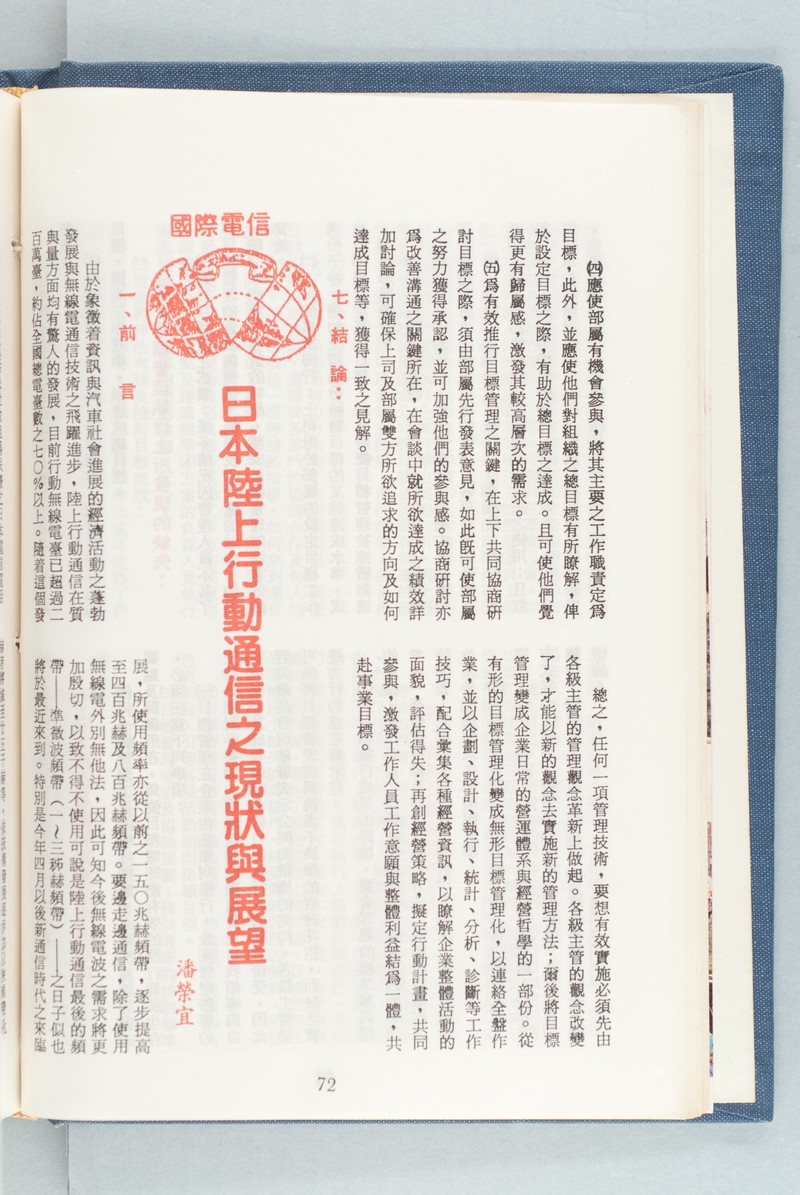 ㈣應使部屬有機會參與，將其主要之工作職責定爲
目標，此外，並應使他們對組織之總目標有所瞭解，俾
於設定目標之際，有助於總目標之達成。且可使他們覺
得更有歸屬感，激發其較高層次的需求。
㈤爲有效推行目標管理之關鍵，在上下共同協商研
討目標之際，須由部屬先行發表意見，如此旣可使部屬
之努力獲得承認，並可加強他們的參與感。協商研討亦
爲改善溝通之關鍵所在，在會談中就所欲達成之績效詳
加討論，可確保上司及部屬雙方所欲追求的方向及如何
達成目標等，獲得一致之見解。
七、結論：
總之，任何一項管理技術，要想有效實施必須先由
各級主管的管理觀念革新上做起。各級主管的觀念改變
了，才能以新的觀念去實施新的管理方法；爾後將目標
管理變成企業日常的營運體系與經營哲學的一部份。從
有形的目標管理化變成無形目標管理化，以連絡全盤作
業，並以企劃、設計、執行、統計、分析、診斷等工作
技巧，配合彙集各種經營資訊，以瞭解企業整體活動的
面貌，評估得失；再創經營策略，擬定行動計畫，共同
參與，激發工作人員工作意願與整體利益結爲一體，共
赴事業目標。
國際電信
日本陸上行動通信之現狀與展望
潘榮宜
一、前言
由於象徵着資訊與汽車社會進展的經濟活動之蓬勃
發展與無線電通信技術之飛躍進步，陸上行動通信在質
與量方面均有驚人的發展，目前行動無線電臺已超過二
百萬臺，約佔全國總電臺數之七〇％以上。隨着這個發
展，所使用頻率亦從以前之一五〇兆赫頻帶，逐步提高
至四百兆赫及八百兆赫頻帶。要邊走邊通信，除了使用
無線電外別無他法，因此可知今後無線電波之需求將更
加殷切，以致不得不使用可說是陸上行動通信最後的頻
帶——準微波頻帶（一～三秭赫頻帶）——之日子似也
將於最近來到。特別是今年四月以後新通信時代之來臨
72